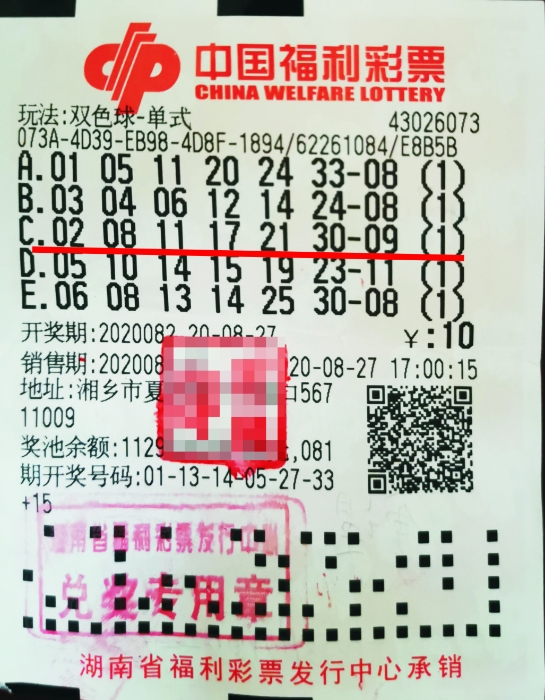 中国福利彩票
CHINA WELFARE LOTTERY
玩法:双色球-单式 43026073
073A-4D39-EB98-4D8F-1894/62261084/E8B5B
A.01 05 11 20 24 33-08 (1)
B.03 04 06 12 14 24-08 (1)
C.02 08 11 17 21 30-09 (1)
D.05 10 14 15 19 23-11 (1)
E.06 08 13 14 25 30-08 (1)
开奖期:2020082 20-08-27 ¥:10
销售期:202008 20-08-27 17:00:15
地址:湘乡市夏 口567
11009
奖池余额:1129 ,081
期开奖号码:01-13-14-05-27-33
+15
湖南省福利彩票发行中心
兑奖专用章
湖南省福利彩票发行中心承销